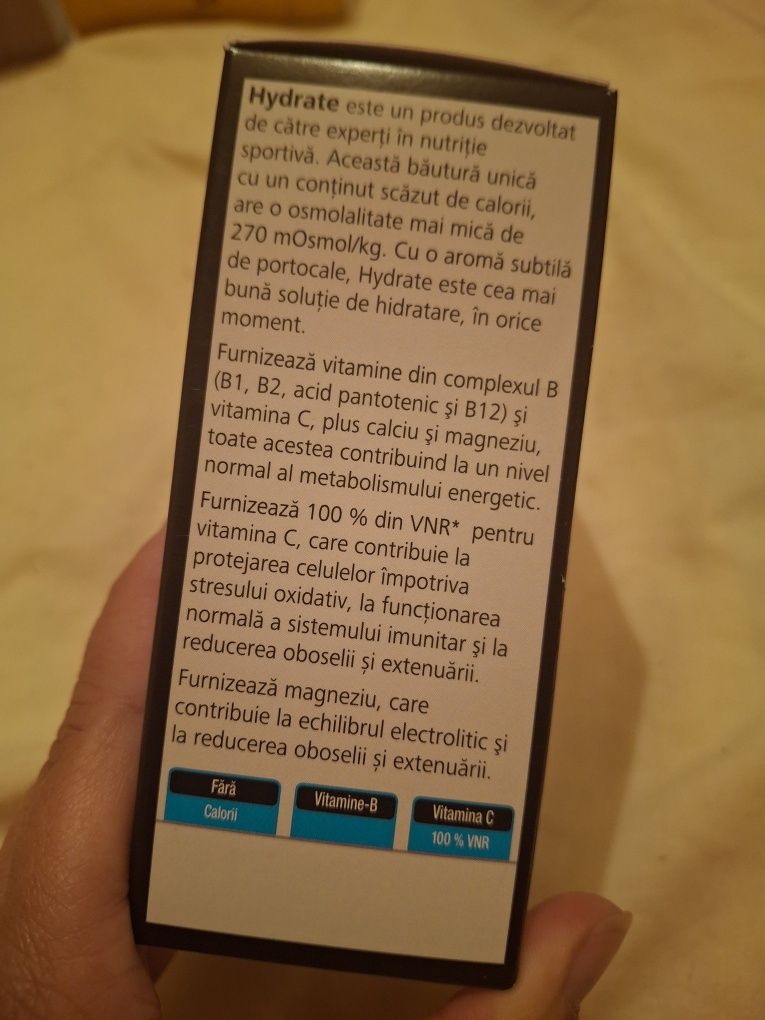 Hydrate este un produs dezvoltat
de către experți în nutriție
sportivă. Această băutură unică
cu un conținut scăzut de calorii,
are o osmolalitate mai mică de
270 mOsmol/kg. Cu o aromă subtilă
de portocale, Hydrate este cea mai
bună soluție de hidratare, în orice
moment.
Furnizează vitamine din complexul B
(B1, B2, acid pantotenic şi B12) şi
vitamina C, plus calciu şi magneziu,
toate acestea contribuind la un nivel
normal al metabolismului energetic.
Furnizează 100 % din VNR* pentru
vitamina C, care contribuie la
protejarea celulelor împotriva
stresului oxidativ, la funcționarea
normală a sistemului imunitar şi la
reducerea oboselii și extenuării.
Furnizează magneziu, care
contribuie la echilibrul electrolitic şi
la reducerea oboselii și extenuării.
Fără
Calorii
Vitamine-B
Vitamina C
100 % VNR